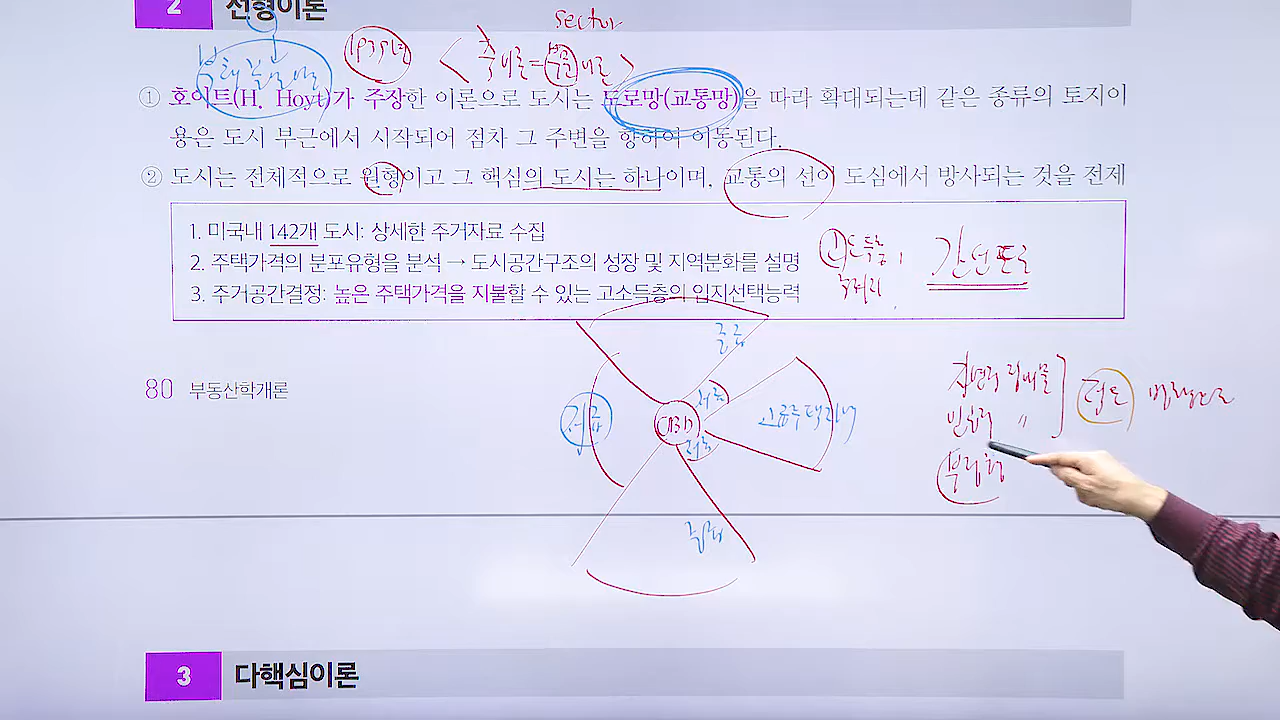 2 선형이론
sector
1939년
< 축이론=부문이론 >
부채꼴모양
① 호이트(H. Hoyt)가 주장한 이론으로 도시는 도로망(교통망)을 따라 확대되는데 같은 종류의 토지이
용은 도시 부근에서 시작되어 점차 그 주변을 향하여 이동된다.
② 도시는 전체적으로 원형이고 그 핵심의 도시는 하나이며, 교통의 선이 도심에서 방사되는 것을 전제
1. 미국내 142개 도시: 상세한 주거자료 수집
2. 주택가격의 분포유형을 분석 → 도시공간구조의 성장 및 지역분화를 설명
3. 주거공간결정: 높은 주택가격을 지불할 수 있는 고소득층의 입지선택능력
간선도로
중급
저급
고급주택지역
중급
80 부동산학개론
3 다핵심이론